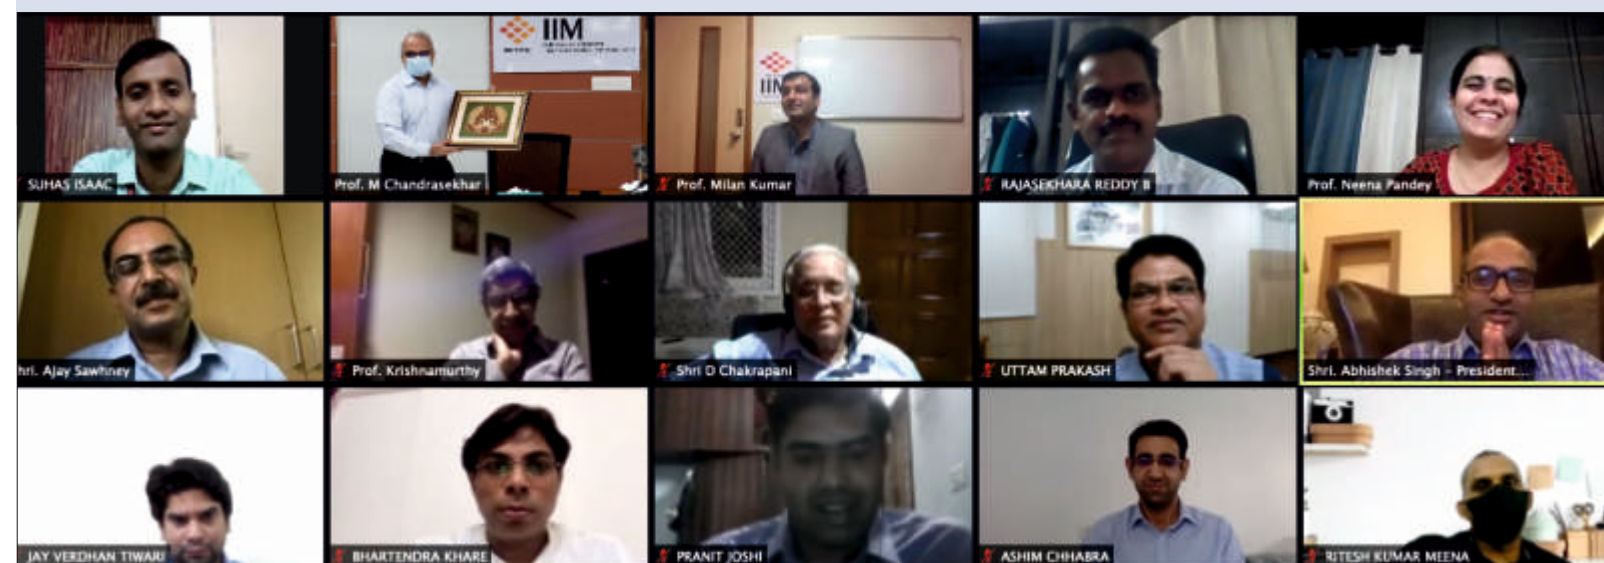 IIM
IIM
SUHAS ISAAC
Prof. M Chandrasekhar
Prof. Milan Kumar
RAJASEKHARA REDDY B
Prof. Neena Pandey
hri. Ajay Sawhney
Prof. Krishnamurthy
Shri D Chakrapani
UTTAM PRAKASH
Shri. Abhishek Singh - President...
JAY VERDHAN TIWARI
BHARTENDRA KHARE
PRANIT JOSHI
ASHIM CHHABRA
RITESH KUMAR MEENA